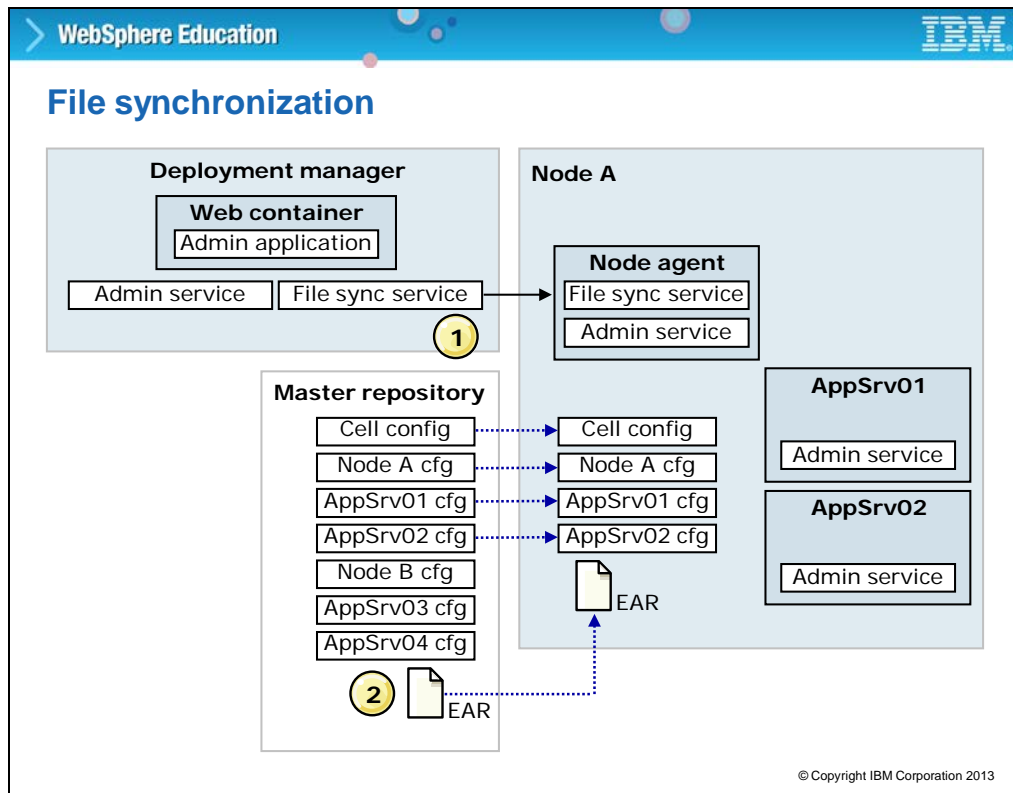 WebSphere Education
IBM
File synchronization
Deployment manager
Web container
Admin application
Admin service
File sync service
1
Node A
Node agent
File sync service
Admin service
Master repository
Cell config
Node A cfg
AppSrv01 cfg
AppSrv02 cfg
Node B cfg
AppSrv03 cfg
AppSrv04 cfg
2
EAR
Cell config
Node A cfg
AppSrv01 cfg
AppSrv02 cfg
EAR
AppSrv01
Admin service
AppSrv02
Admin service
© Copyright IBM Corporation 2013